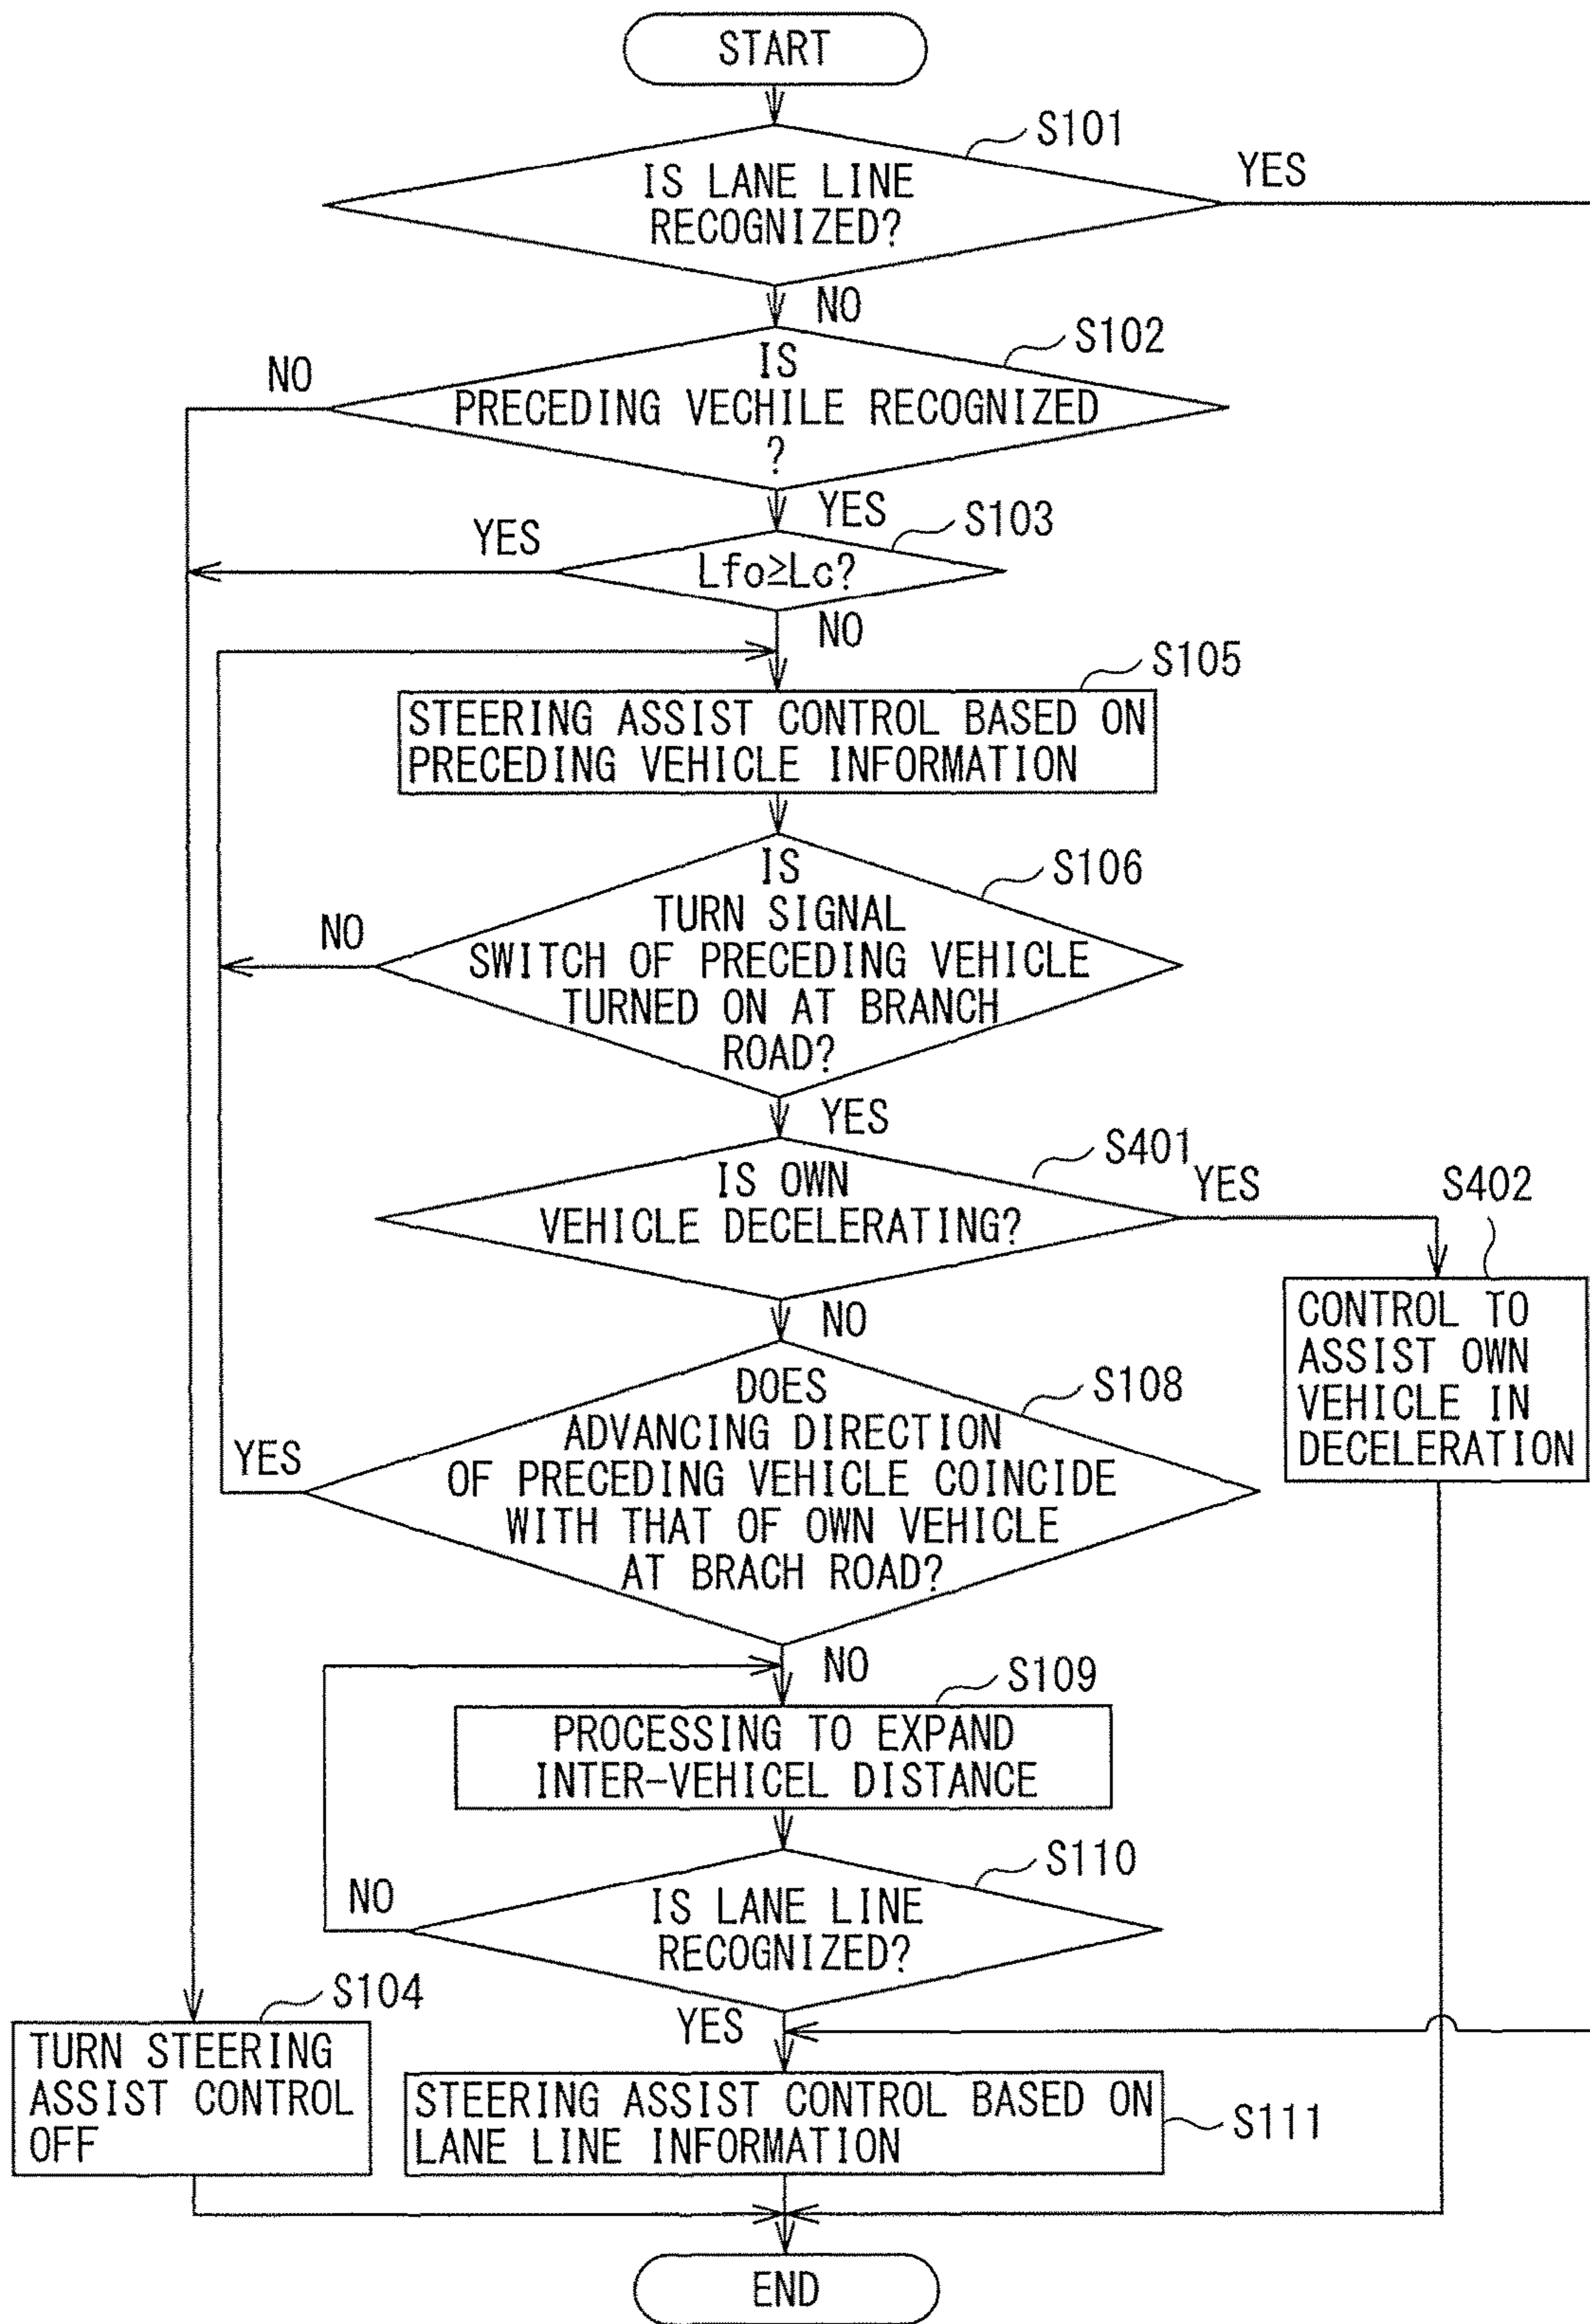 START
S101
YES
IS LANE LINE
RECOGNIZED?
NO
S102
NO
IS
PRECEDING VECHILE RECOGNIZED
?
YES
S103
YES
Lfo≥Lc?
NO
S105
STEERING ASSIST CONTROL BASED ON
PRECEDING VEHICLE INFORMATION
S106
IS
TURN SIGNAL
NO
SWITCH OF PRECEDING VEHICLE
TURNED ON AT BRANCH
ROAD?
YES
S401
YES
S402
IS OWN
VEHICLE DECELERATING?
NO
CONTROL TO
ASSIST OWN
VEHICLE IN
DECELERATION
S108
DOES
ADVANCING DIRECTION
YES
OF PRECEDING VEHICLE COINCIDE
WITH THAT OF OWN VEHICLE
AT BRACH ROAD?
NO
S109
PROCESSING TO EXPAND
INTER-VEHICEL DISTANCE
S110
NO
IS LANE LINE
RECOGNIZED?
S104
YES
TURN STEERING
ASSIST CONTROL
OFF
STEERING ASSIST CONTROL BASED ON
LANE LINE INFORMATION
S111
END